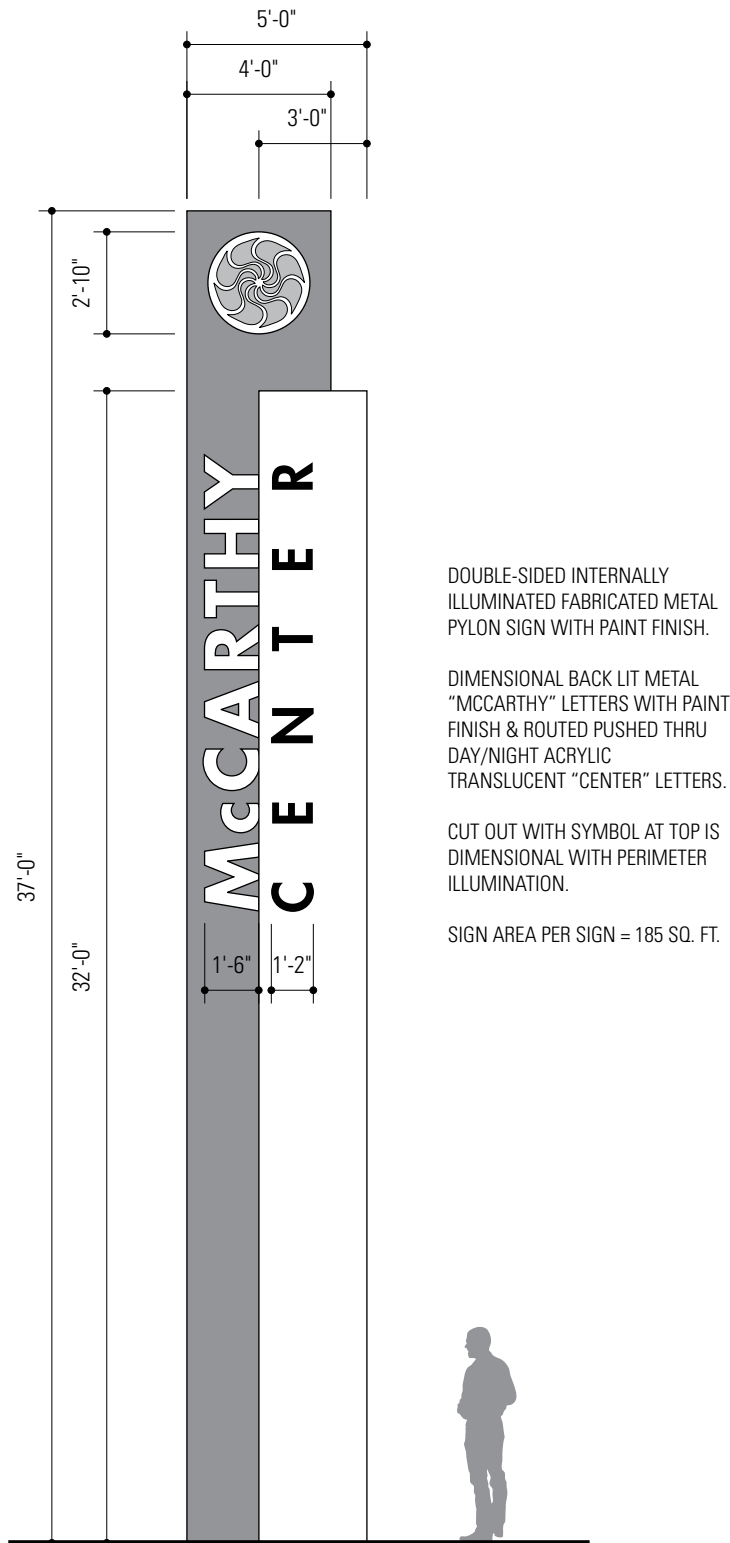 5'-0"
4'-0"
3'-0"
2'-10"
37'-0"
32'-0"
McCARTHY
CENTER
1'-6"
1'-2"
DOUBLE-SIDED INTERNALLY
ILLUMINATED FABRICATED METAL
PYLON SIGN WITH PAINT FINISH.
DIMENSIONAL BACK LIT METAL
“MCCARTHY” LETTERS WITH PAINT
FINISH & ROUTED PUSHED THRU
DAY/NIGHT ACRYLIC
TRANSLUCENT “CENTER” LETTERS.
CUT OUT WITH SYMBOL AT TOP IS
DIMENSIONAL WITH PERIMETER
ILLUMINATION.
SIGN AREA PER SIGN = 185 SQ. FT.